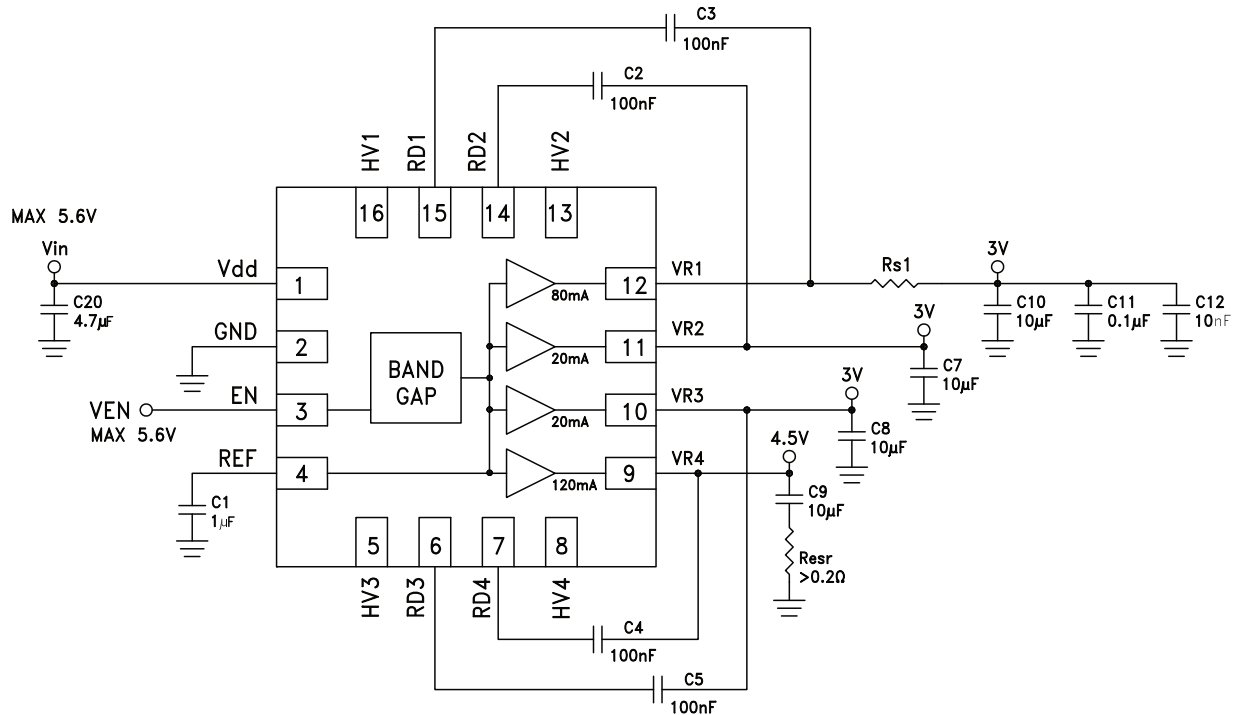 C3
100nF
C2
100nF
HV1
RD1
RD2
HV2
16
15
14
13
MAX 5.6V
Vin
Vdd
1
C20
4.7µF
GND
2
VEN
MAX 5.6V
EN
3
REF
4
C1
1µF
BAND
GAP
80mA
20mA
20mA
120mA
12
VR1
11
VR2
10
VR3
9
VR4
Rs1
3V
C10
10µF
C11
0.1µF
C12
10nF
3V
C7
10µF
3V
C8
10µF
4.5V
C9
10µF
Resr
>0.2Ω
5
6
7
8
HV3
RD3
RD4
HV4
C4
100nF
C5
100nF